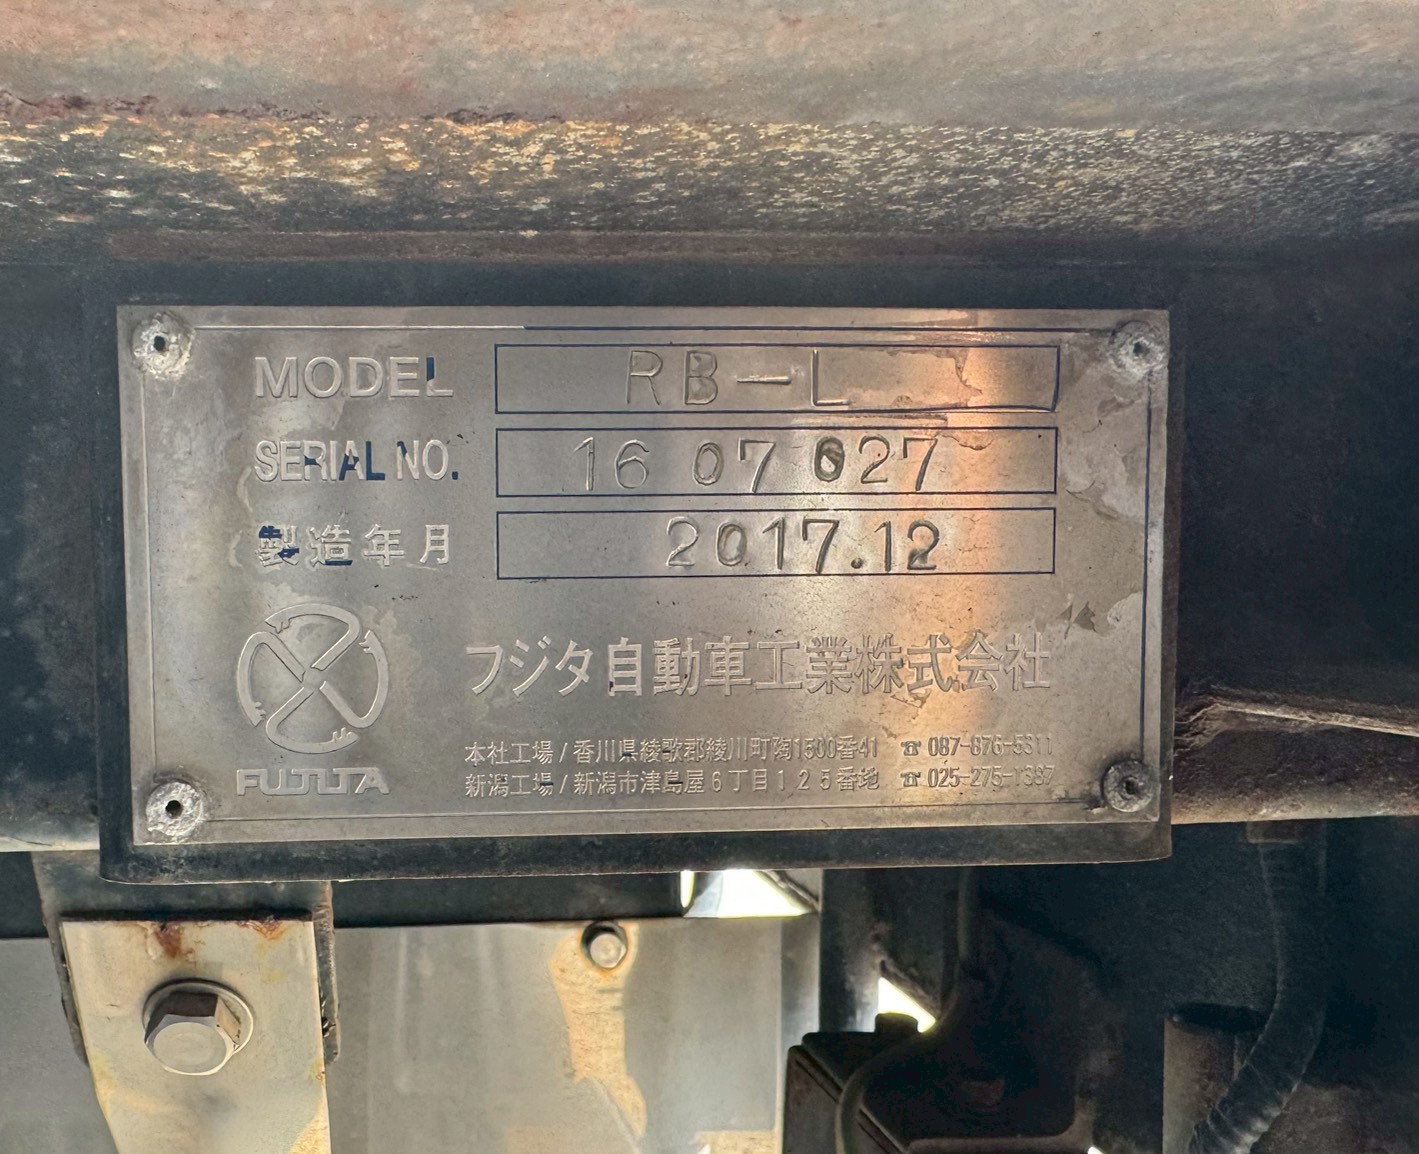 MODEL RB-L
SERIAL NO. 16 07 027
製造年月 2017.12
フジタ自動車工業株式会社
FUJITA
本社工場/香川県綾歌郡綾川町陶1500番41 ☎087-876-5311
新潟工場/新潟市津島屋6丁目125番地 ☎025-275-1387